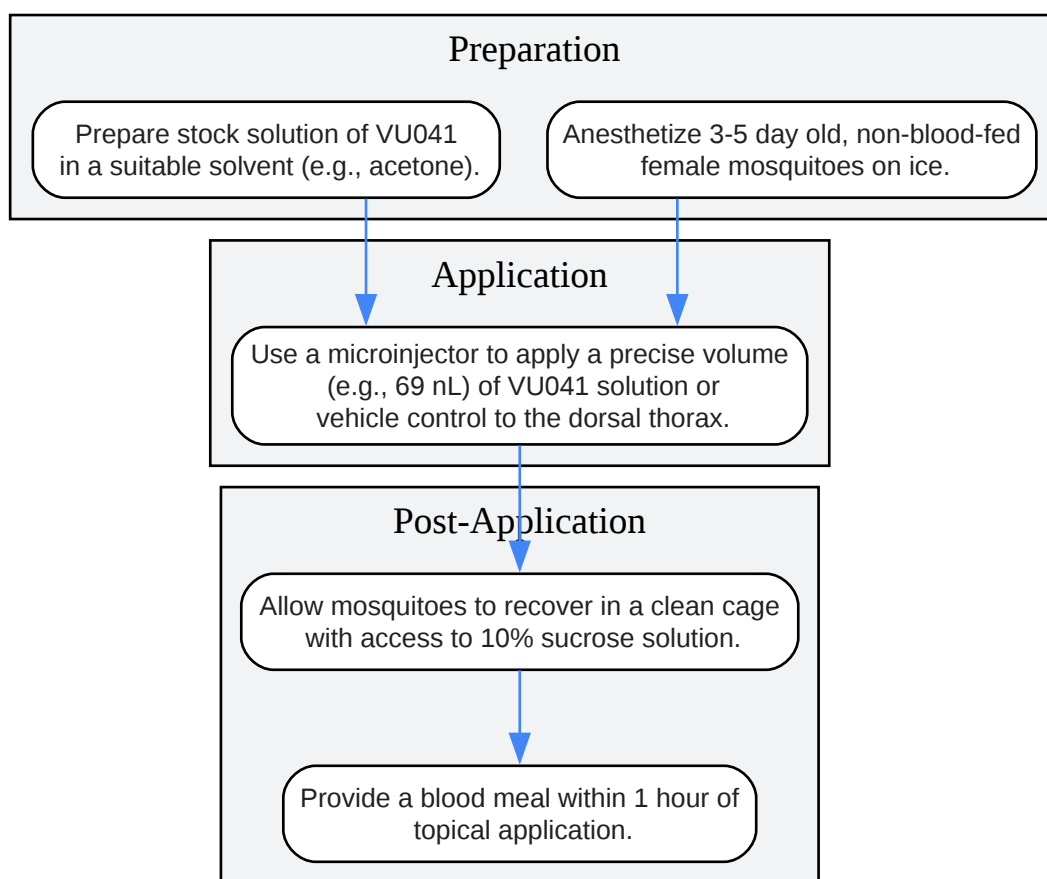 Preparation
Prepare stock solution of VU041
in a suitable solvent (e.g., acetone).
Anesthetize 3-5 day old, non-blood-fed
female mosquitoes on ice.
Application
Use a microinjector to apply a precise volume
(e.g., 69 nL) of VU041 solution or
vehicle control to the dorsal thorax.
Post-Application
Allow mosquitoes to recover in a clean cage
with access to 10% sucrose solution.
Provide a blood meal within 1 hour of
topical application.